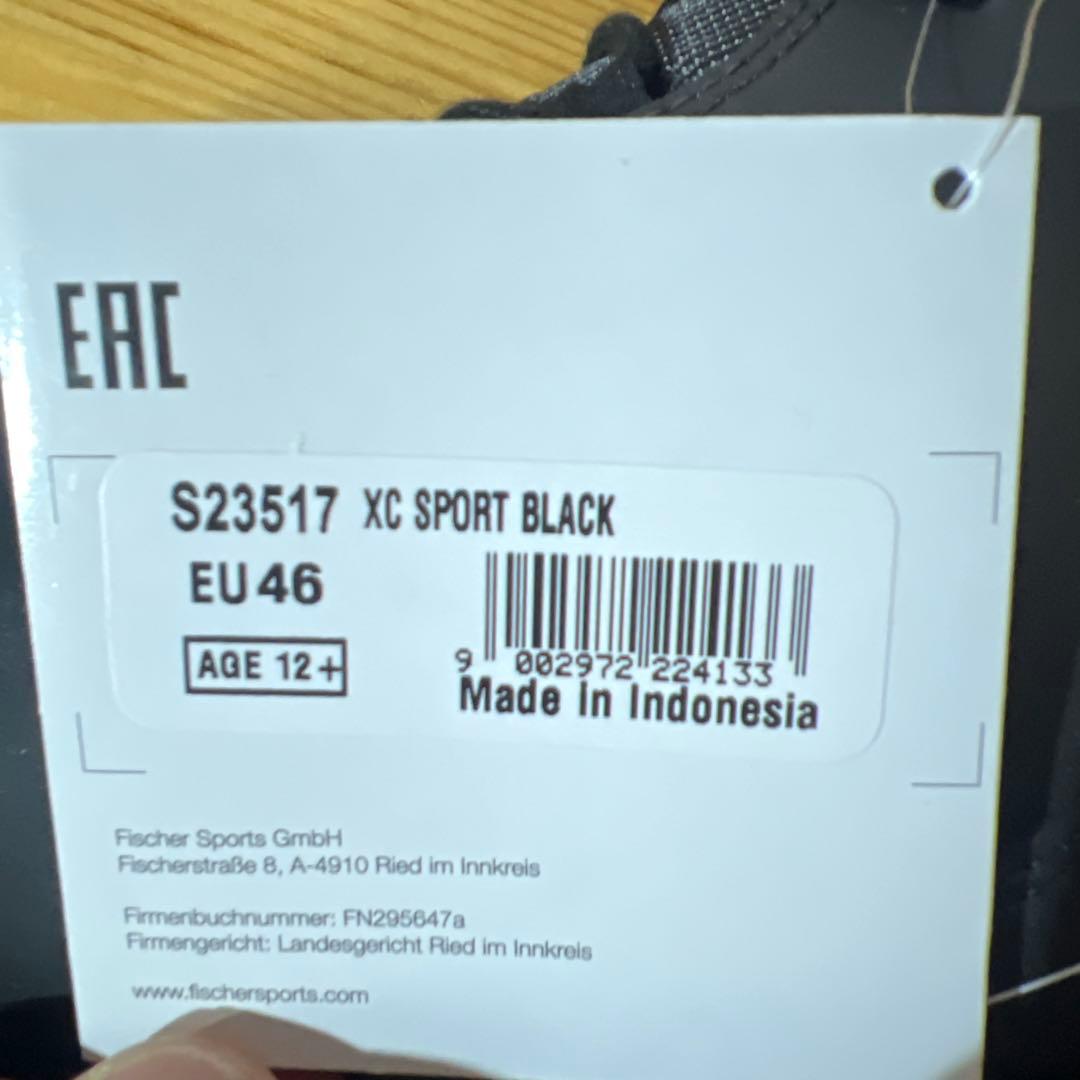 EAC
S23517 XC SPORT BLACK
EU 46
AGE 12+
9 002972 224133
Made in Indonesia
Fischer Sports GmbH
Fischerstraße 8, A-4910 Ried im Innkreis
Firmenbuchnummer: FN295647a
Firmengericht: Landesgericht Ried im Innkreis
www.fischersports.com